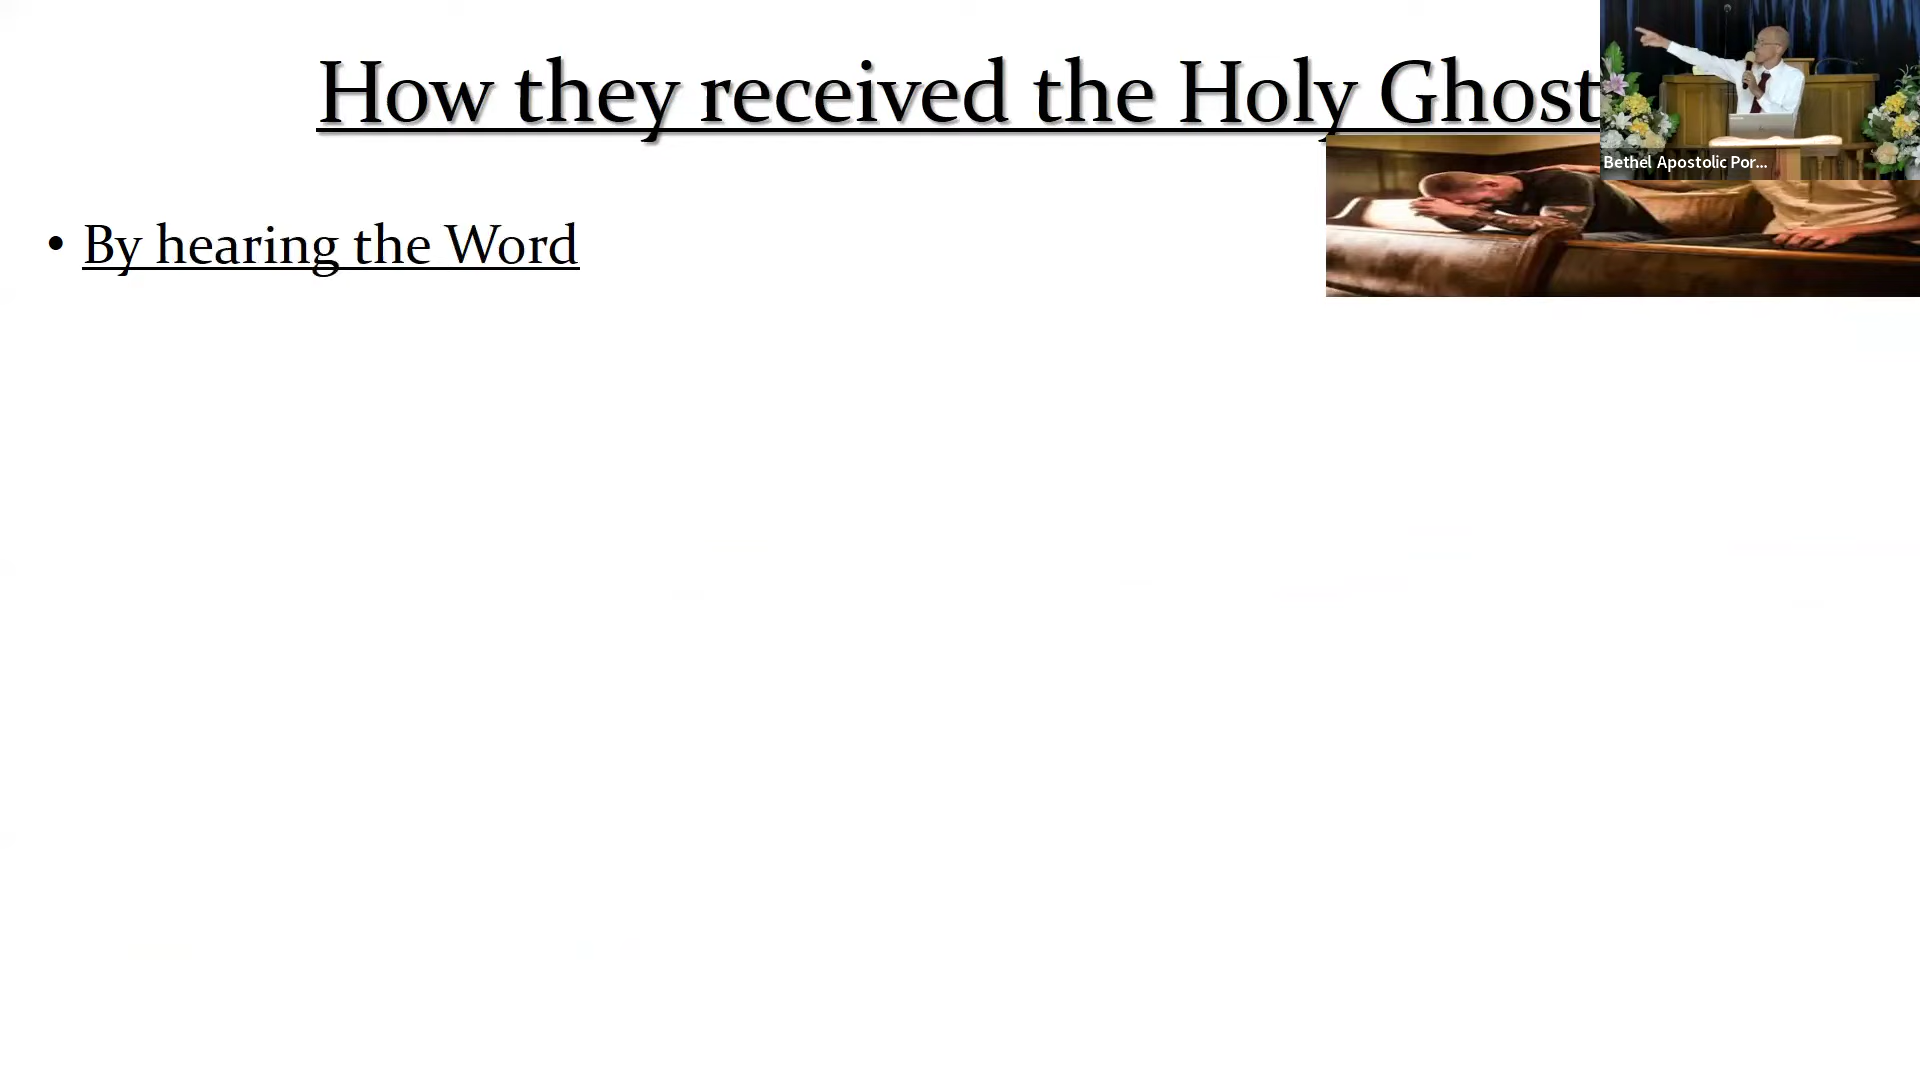 How they received the Holy Ghost
Bethel Apostolic Por...
• By hearing the Word